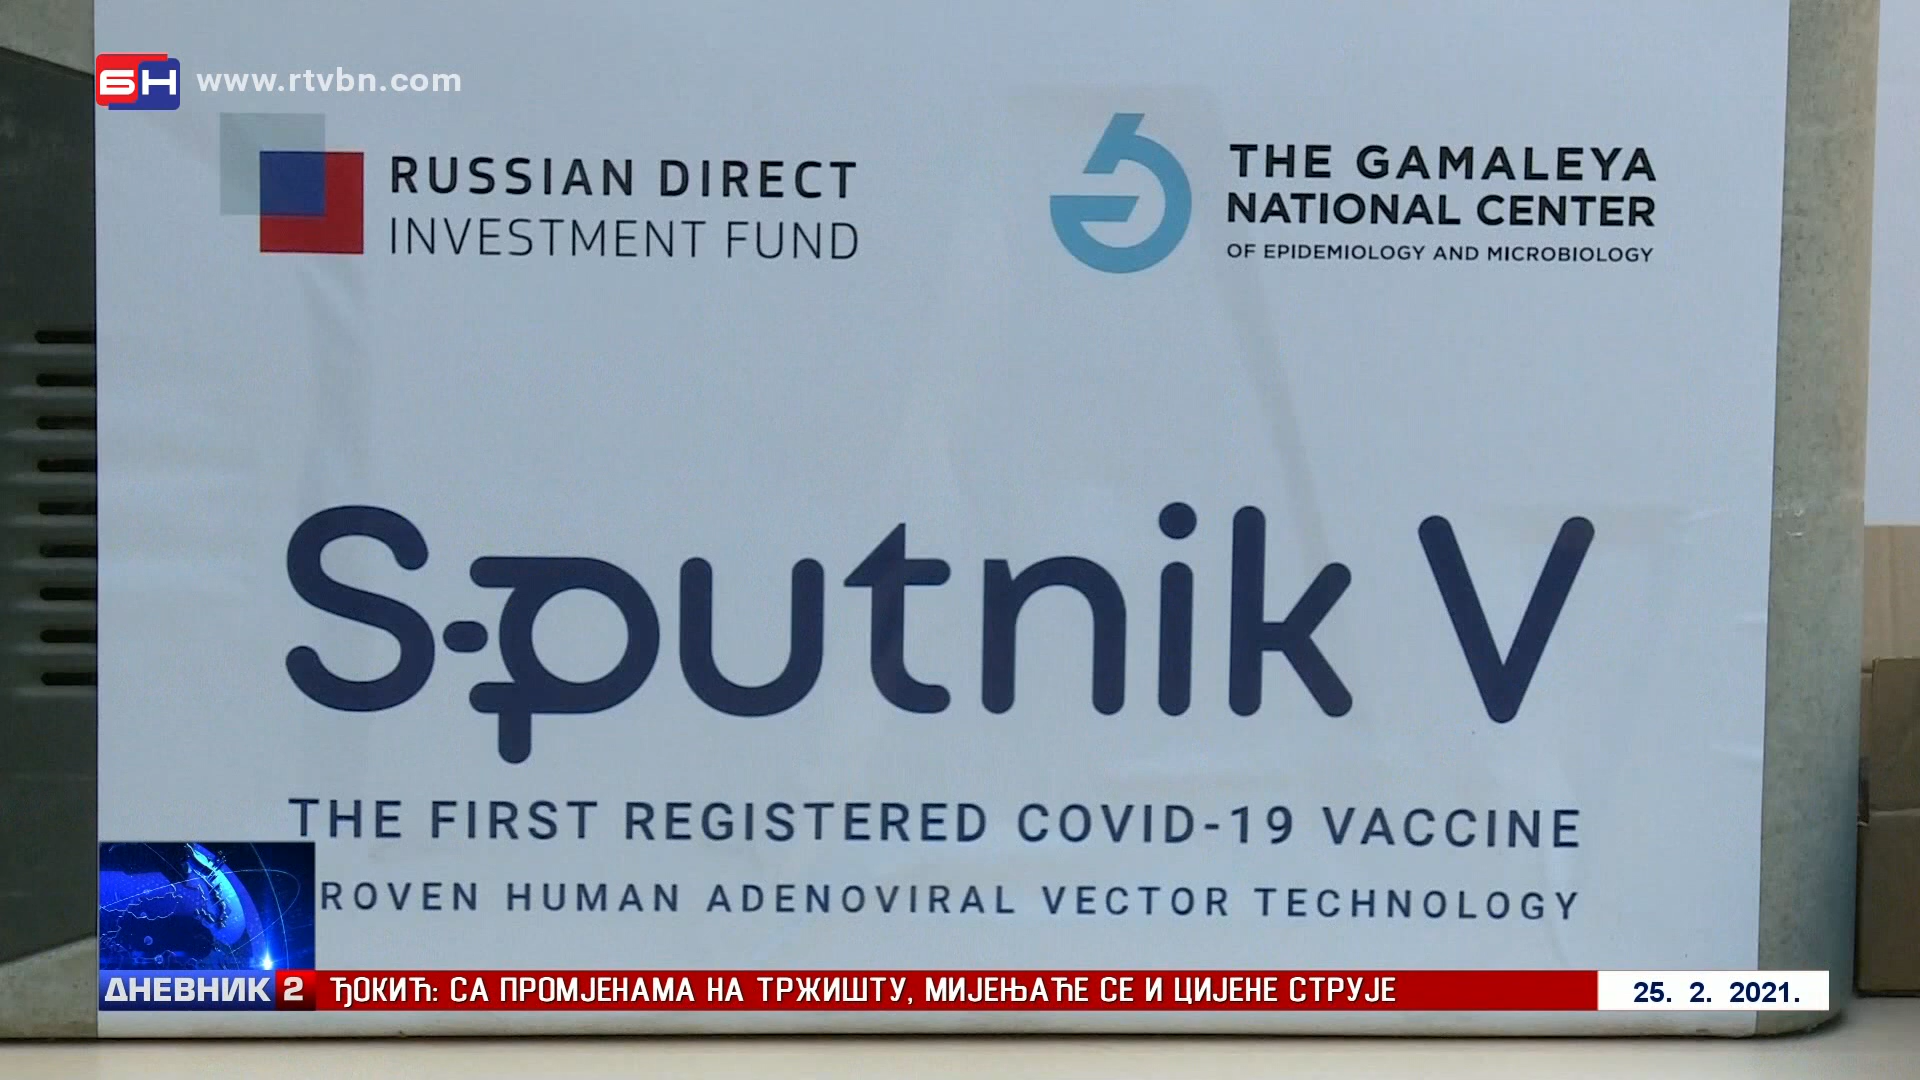 БН www.rtvbn.com
RUSSIAN DIRECT
INVESTMENT FUND
THE GAMALEYA
NATIONAL CENTER
OF EPIDEMIOLOGY AND MICROBIOLOGY
Sputnik V
THE FIRST REGISTERED COVID-19 VACCINE
ROVEN HUMAN ADENOVIRAL VECTOR TECHNOLOGY
ДНЕВНИК 2 ЂОКИЋ: СА ПРОМЈЕНАМА НА ТРЖИШТУ, МИЈЕЊАЋЕ СЕ И ЦИЈЕНЕ СТРУЈЕ 25. 2. 2021.